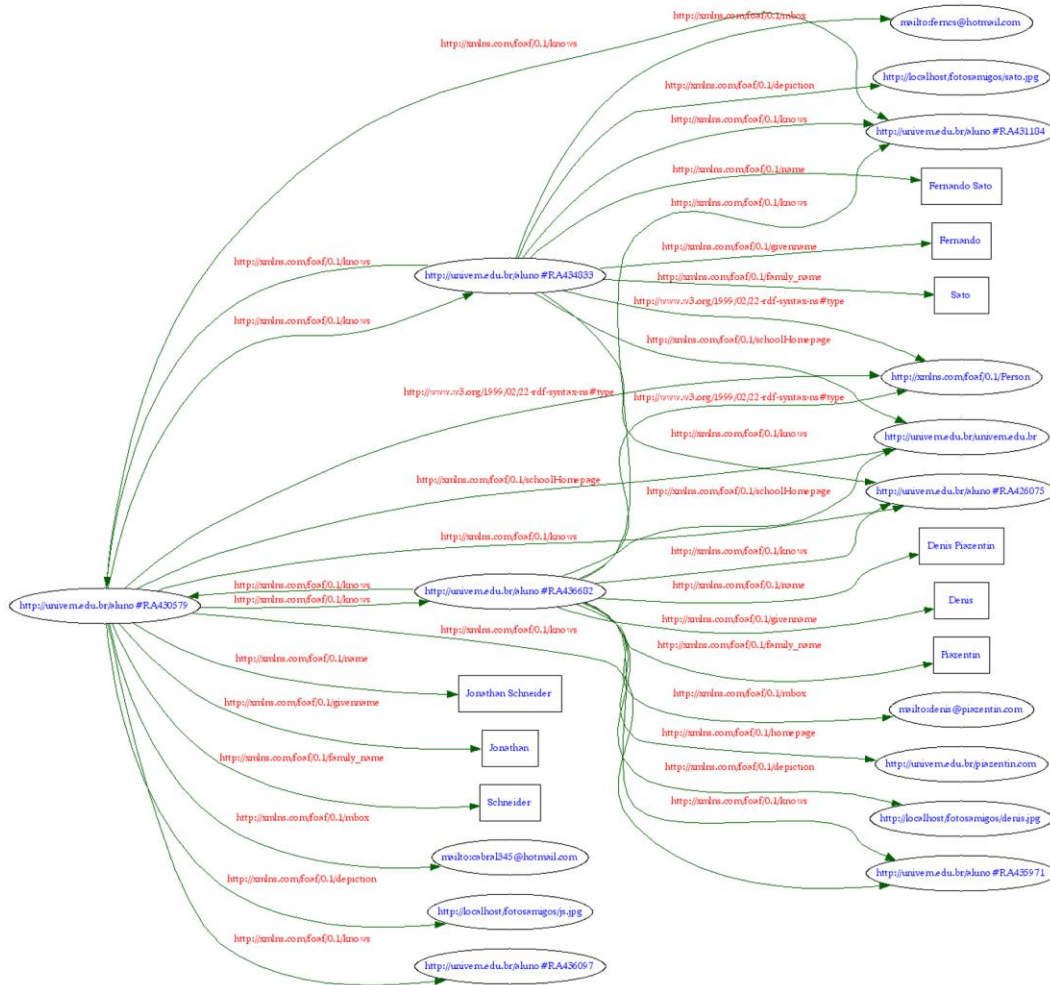 http://xmlns.com/foaf/0.1/mbox
mailto:ferncs@hotmail.com
http://xmlns.com/foaf/0.1/knows
http://localhost/fotosamigos/sato.jpg
http://xmlns.com/foaf/0.1/depiction
http://xmlns.com/foaf/0.1/knows
http://univem.edu.br/aluno#RA431184
http://xmlns.com/foaf/0.1/name
Fernando Sato
http://xmlns.com/foaf/0.1/knows
Fernando
http://xmlns.com/foaf/0.1/givenname
http://xmlns.com/foaf/0.1/knows
http://univem.edu.br/aluno#RA434833
http://xmlns.com/foaf/0.1/family_name
Sato
http://www.w3.org/1999/02/22-rdf-syntax-ns#type
http://xmlns.com/foaf/0.1/knows
http://xmlns.com/foaf/0.1/schoolHomepage
http://xmlns.com/foaf/0.1/Person
http://www.w3.org/1999/02/22-rdf-syntax-ns#type
http://www.w3.org/1999/02/22-rdf-syntax-ns#type
http://xmlns.com/foaf/0.1/knows
http://univem.edu.br/univem.edu.br
http://xmlns.com/foaf/0.1/schoolHomepage
http://xmlns.com/foaf/0.1/schoolHomepage
http://univem.edu.br/aluno#RA426075
http://xmlns.com/foaf/0.1/knows
Denis Piazentin
http://xmlns.com/foaf/0.1/knows
http://univem.edu.br/aluno#RA436682
http://xmlns.com/foaf/0.1/name
http://univem.edu.br/aluno#RA430579
http://xmlns.com/foaf/0.1/knows
http://xmlns.com/foaf/0.1/givenname
Denis
http://xmlns.com/foaf/0.1/knows
http://xmlns.com/foaf/0.1/family_name
Piazentin
http://xmlns.com/foaf/0.1/name
Jonathan Schneider
http://xmlns.com/foaf/0.1/mbox
mailto:denis@piazentin.com
http://xmlns.com/foaf/0.1/givenname
http://xmlns.com/foaf/0.1/homepage
Jonathan
http://xmlns.com/foaf/0.1/family_name
http://univem.edu.br/piazentin.com
http://xmlns.com/foaf/0.1/depiction
Schneider
http://xmlns.com/foaf/0.1/knows
http://localhost/fotosamigos/denis.jpg
http://xmlns.com/foaf/0.1/mbox
mailto:cabral345@hotmail.com
http://univem.edu.br/aluno#RA435971
http://xmlns.com/foaf/0.1/depiction
http://localhost/fotosamigos/js.jpg
http://xmlns.com/foaf/0.1/knows
http://univem.edu.br/aluno#RA436097